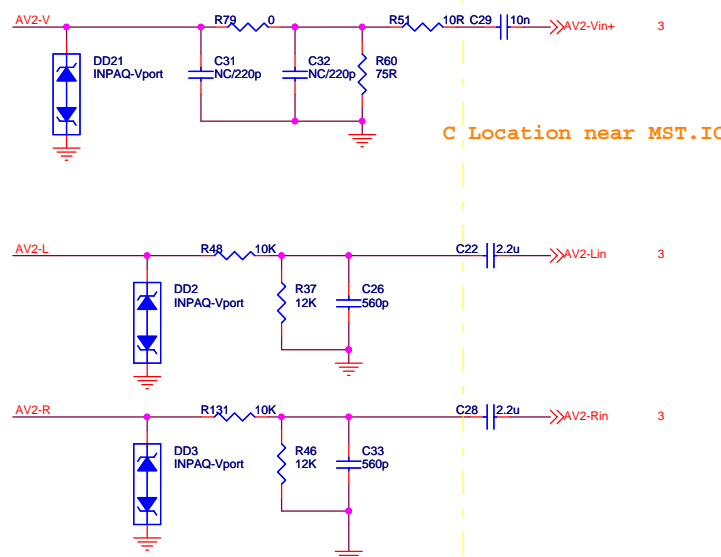 AV2-V R79 0 R51 10R C29 10n AV2-Vin+ 3
DD21 C31 C32 R60
INPAQ-Vport NC/220p NC/220p 75R
C Location near MST.IC
AV2-L R48 10K C22 2.2u AV2-Lin 3
DD2 R37 C26
INPAQ-Vport 12K 560p
AV2-R R131 10K C28 2.2u AV2-Rin 3
DD3 R46 C33
INPAQ-Vport 12K 560p